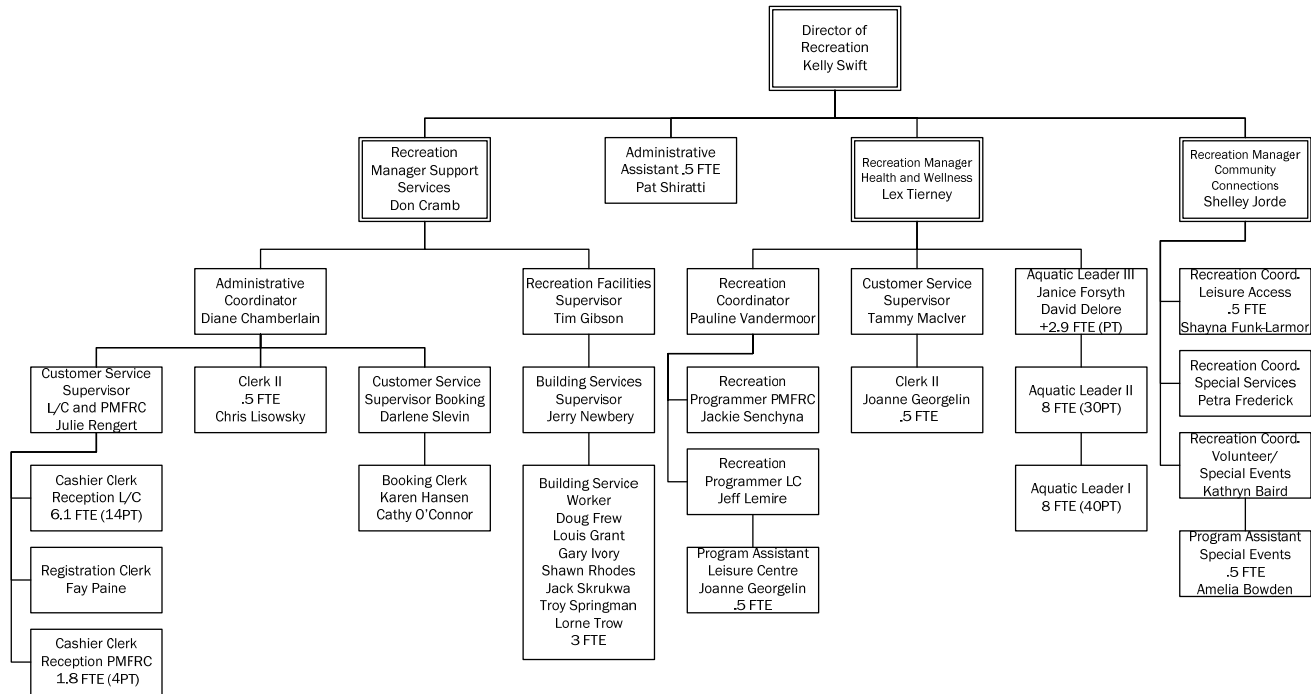 Director of
Recreation
Kelly Swift
Recreation
Manager Support
Services
Don Cramb
Administrative
Assistant .5 FTE
Pat Shiratti
Recreation Manager
Health and Wellness
Lex Tierney
Recreation Manager
Community
Connections
Shelley Jorde
Administrative
Coordinator
Diane Chamberlain
Recreation Facilities
Supervisor
Tim Gibson
Recreation
Coordinator
Pauline Vandermoor
Customer Service
Supervisor
Tammy MacIver
Aquatic Leader III
Janice Forsyth
David Delore
+2.9 FTE (PT)
Recreation Coord.
Leisure Access
.5 FTE
Shayna Funk-Larmor
Customer Service
Supervisor
L/C and PMFRC
Julie Rengert
Clerk II
.5 FTE
Chris Lisowsky
Customer Service
Supervisor Booking
Darlene Slevin
Building Services
Supervisor
Jerry Newbery
Recreation
Programmer PMFRC
Jackie Senchyna
Clerk II
Joanne Georgelin
.5 FTE
Aquatic Leader II
8 FTE (30PT)
Recreation Coord.
Special Services
Petra Frederick
Cashier Clerk
Reception L/C
6.1 FTE (14PT)
Booking Clerk
Karen Hansen
Cathy O'Connor
Building Service
Worker
Doug Frew
Louis Grant
Gary Ivory
Shawn Rhodes
Jack Skrukwa
Troy Springman
Lorne Trow
3 FTE
Recreation
Programmer LC
Jeff Lemire
Aquatic Leader I
8 FTE (40PT)
Recreation Coord.
Volunteer/
Special Events
Kathryn Baird
Registration Clerk
Fay Paine
Program Assistant
Leisure Centre
Joanne Georgelin
.5 FTE
Program Assistant
Special Events
.5 FTE
Amelia Bowden
Cashier Clerk
Reception PMFRC
1.8 FTE (4PT)